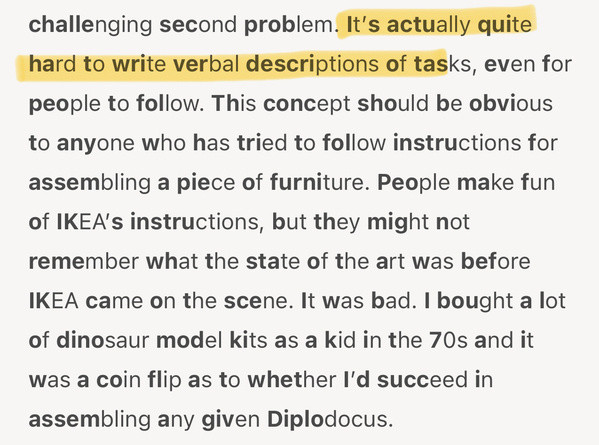 challenging second problem. It's actually quite
hard to write verbal descriptions of tasks, even for
people to follow. This concept should be obvious
to anyone who has tried to follow instructions for
assembling a piece of furniture. People make fun
of IKEA's instructions, but they might not
remember what the state of the art was before
IKEA came on the scene. It was bad. I bought a lot
of dinosaur model kits as a kid in the 70s and it
was a coin flip as to whether I'd succeed in
assembling any given Diplodocus.